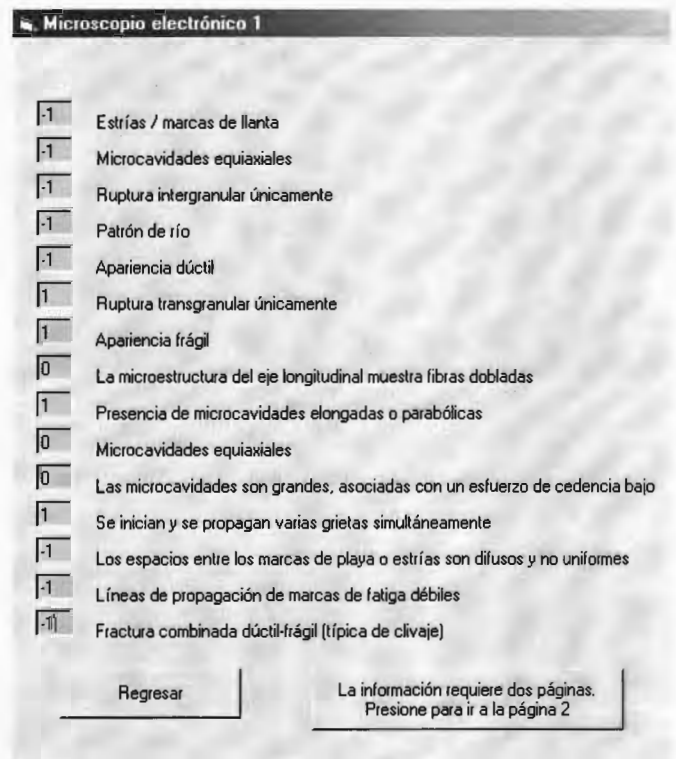 Microscopio electrónico 1
-1 Estrías / marcas de llanta
-1 Microcavidades equiaxiales
-1 Ruptura intergranular únicamente
-1 Patrón de río
-1 Apariencia dúctil
1 Ruptura transgranular únicamente
1 Apariencia frágil
0 La microestructura del eje longitudinal muestra fibras dobladas
1 Presencia de microcavidades elongadas o parabólicas
0 Microcavidades equiaxiales
0 Las microcavidades son grandes, asociadas con un esfuerzo de cedencia bajo
1 Se inician y se propagan varias grietas simultáneamente
-1 Los espacios entre los marcas de playa o estrías son difusos y no uniformes
-1 Líneas de propagación de marcas de fatiga débiles
-1 Fractura combinada dúctil-frágil (típica de clivaje)
Regresar
La información requiere dos páginas.
Presione para ir a la página 2